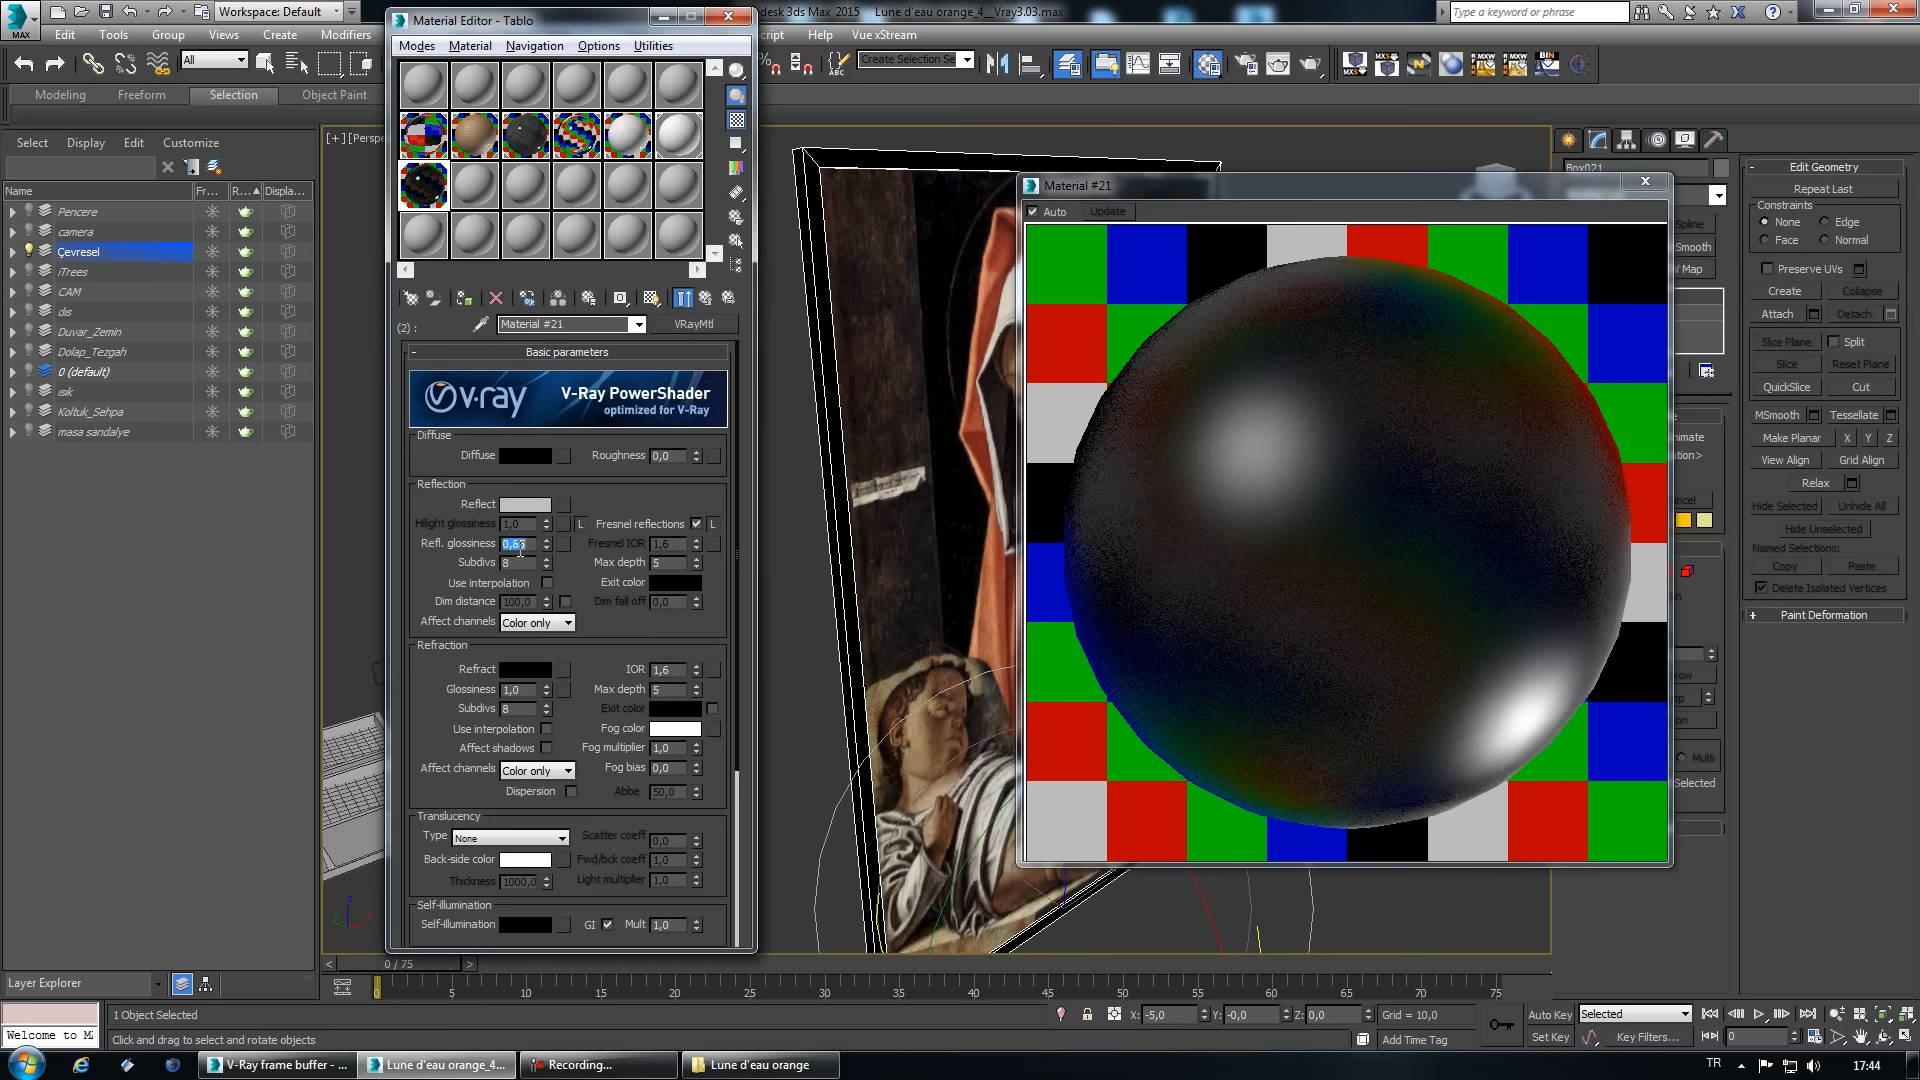 Workspace: Default
Autodesk 3ds Max 2015 Lune d'eau orange_4__Vray3.03.max
Type a keyword or phrase
MAX
Edit Tools Group Views Create Modifiers
Help Vue xStream
All
Create Selection Se
Modeling Freeform Selection Object Paint
Select Display Edit Customize
Name Fr... R... Displa...
Pencere
camera
Çevresel
iTrees
CAM
dis
Duvar_Zemin
Dolap_Tezgah
0 (default)
isik
Koltuk_Sehpa
masa sandalye
Layer Explorer
Material Editor - Tablo
Modes Material Navigation Options Utilities
(2) : Material #21 VRayMtl
Basic parameters
v·ray V-Ray PowerShader
optimized for V-Ray
Diffuse
Diffuse Roughness 0,0
Reflection
Reflect
Hilight glossiness 1,0 L Fresnel reflections L
Refl. glossiness 0,65 Fresnel IOR 1,6
Subdivs 8 Max depth 5
Use interpolation Exit color
Dim distance 100,0 Dim fall off 0,0
Affect channels Color only
Refraction
Refract IOR 1,6
Glossiness 1,0 Max depth 5
Subdivs 8 Exit color
Use interpolation Fog color
Affect shadows Fog multiplier 1,0
Affect channels Color only Fog bias 0,0
Dispersion Abbe 50,0
Translucency
Type None Scatter coeff 0,0
Back-side color Fwd/bck coeff 1,0
Thickness 1000,0 Light multiplier 1,0
Self-illumination
Self-illumination GI Mult 1,0
Material #21
Auto Update
Box021
Edit Geometry
Repeat Last
Constraints
None Edge
Face Normal
Preserve UVs
Create Collapse
Attach Detach
Slice Plane Split
Slice Reset Plane
QuickSlice Cut
MSmooth Tessellate
Make Planar X Y Z
View Align Grid Align
Relax
Hide Selected Unhide All
Hide Unselected
Named Selections:
Copy Paste
Delete Isolated Vertices
Paint Deformation
Multi
Selected
0 / 75
0 5 10 15 20 25 30 35 40 45 50 55 60 65 70 75
1 Object Selected
X: -5,0 Y: -0,0 Z: 0,0 Grid = 10,0
Auto Key Selected
Welcome to M
Click and drag to select and rotate objects
Add Time Tag
Set Key Key Filters... 0
V-Ray frame buffer - ... Lune d'eau orange_4... Recording... Lune d'eau orange
TR 17:44